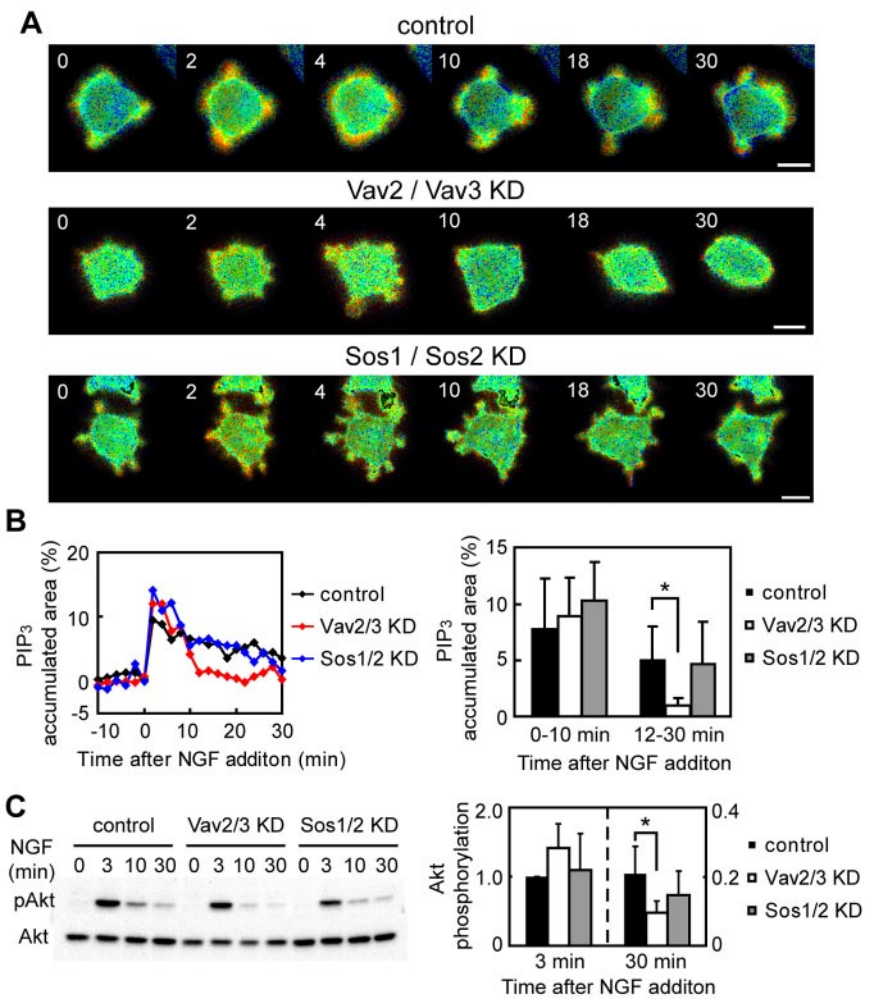 A
control
0 2 4 10 18 30
Vav2 / Vav3 KD
0 2 4 10 18 30
Sos1 / Sos2 KD
0 2 4 10 18 30
B
PIP3
accumulated area (%)
20
10
0
-5
-10 0 10 20 30
Time after NGF additon (min)
control
Vav2/3 KD
Sos1/2 KD
PIP3
accumulated area (%)
15
10
5
0
*
0-10 min 12-30 min
Time after NGF additon
control
Vav2/3 KD
Sos1/2 KD
C
control Vav2/3 KD Sos1/2 KD
NGF
(min)
0 3 10 30 0 3 10 30 0 3 10 30
pAkt
Akt
Akt
phosphorylation
2.0
1.0
0
*
0.4
0.2
0
3 min 30 min
Time after NGF additon
control
Vav2/3 KD
Sos1/2 KD